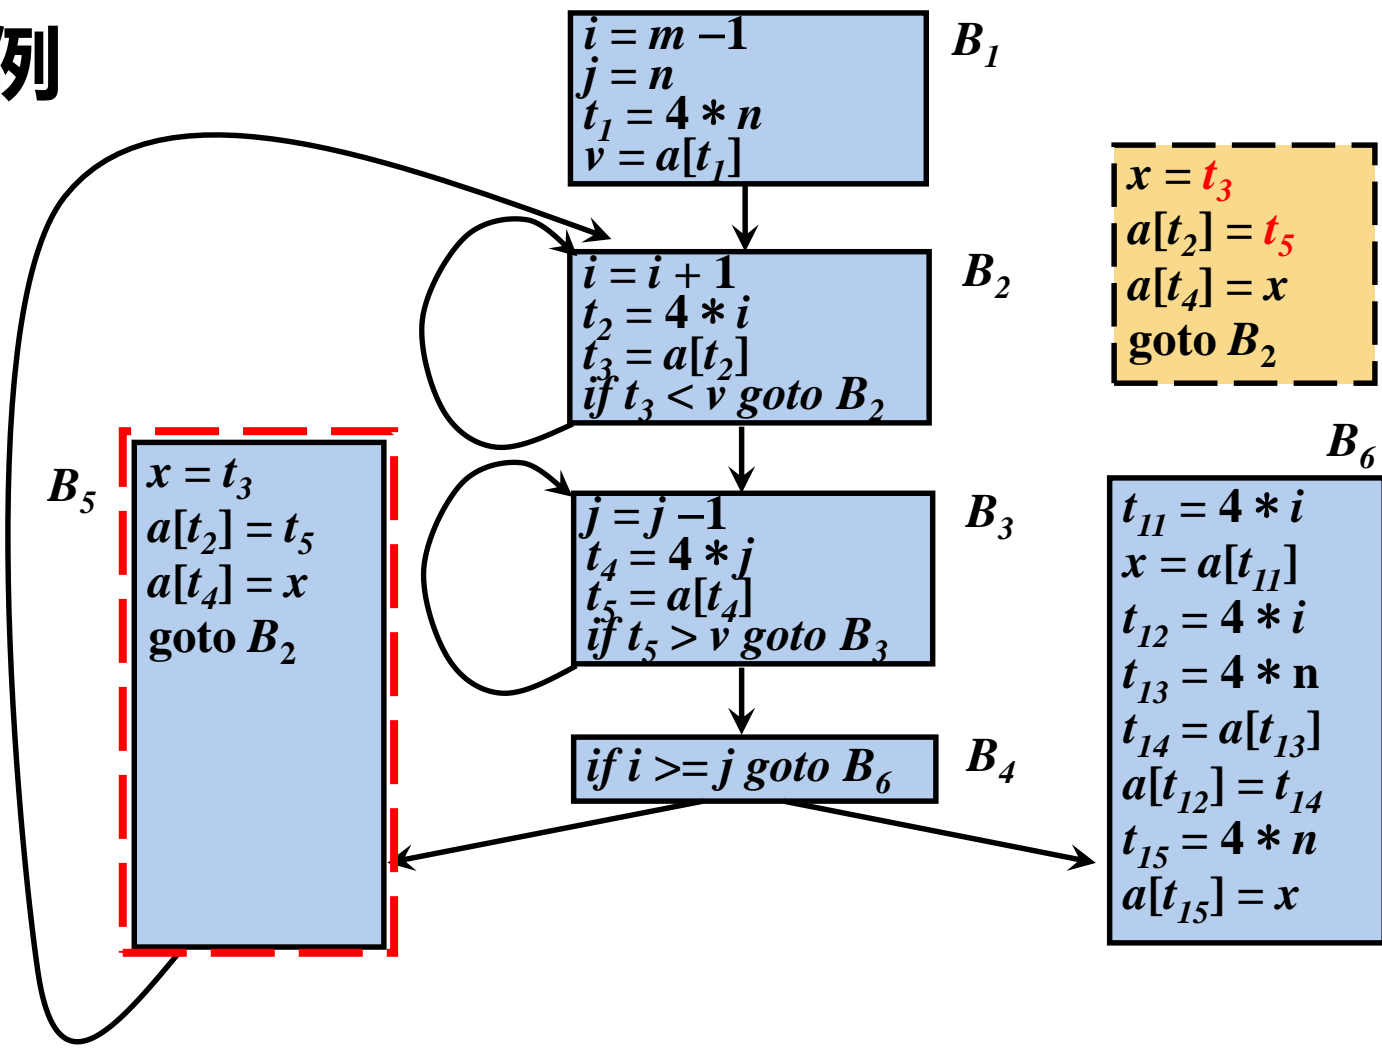 例
i = m −1
j = n
t1 = 4 * n
v = a[t1]
B1
i = i + 1
t2 = 4 * i
t3 = a[t2]
if t3 < v goto B2
B2
x = t3
a[t2] = t5
a[t4] = x
goto B2
B5
x = t3
a[t2] = t5
a[t4] = x
goto B2
j = j −1
t4 = 4 * j
t5 = a[t4]
if t5 > v goto B3
B3
if i >= j goto B6
B4
B6
t11 = 4 * i
x = a[t11]
t12 = 4 * i
t13 = 4 * n
t14 = a[t13]
a[t12] = t14
t15 = 4 * n
a[t15] = x